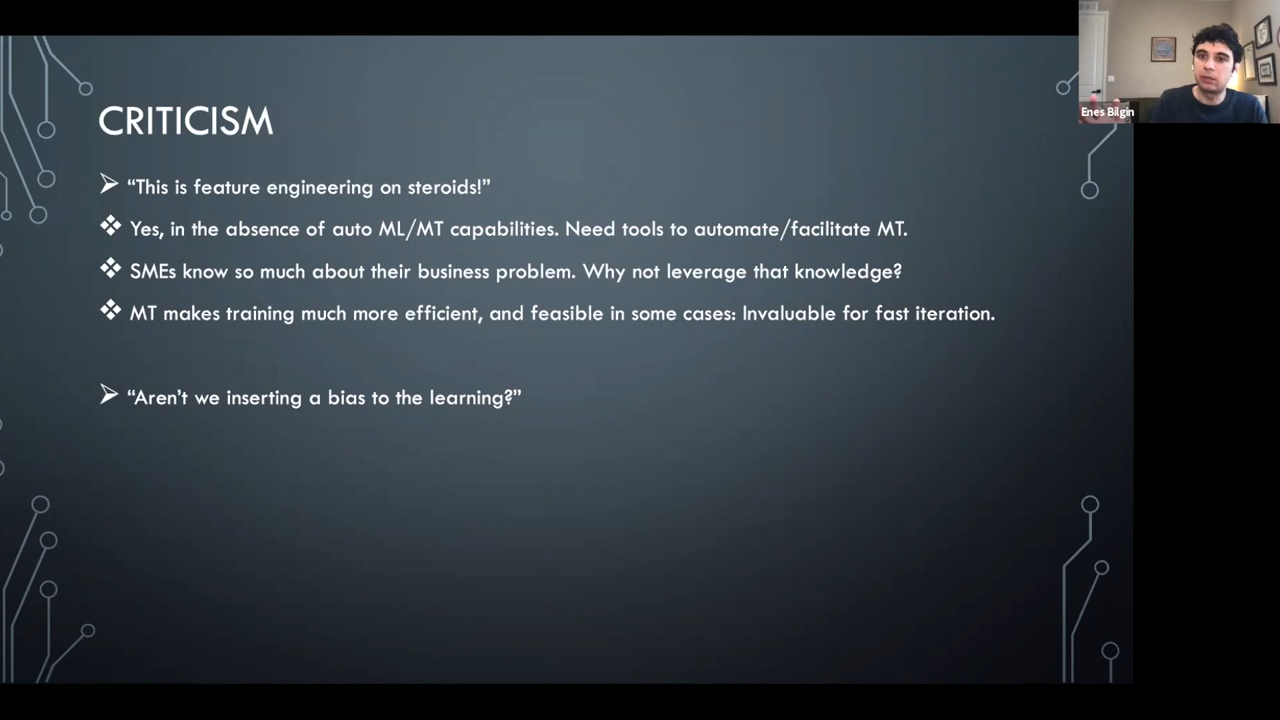 CRITICISM
“This is feature engineering on steroids!”
Yes, in the absence of auto ML/MT capabilities. Need tools to automate/facilitate MT.
SMEs know so much about their business problem. Why not leverage that knowledge?
MT makes training much more efficient, and feasible in some cases: Invaluable for fast iteration.
“Aren’t we inserting a bias to the learning?”
Enes Bilgin